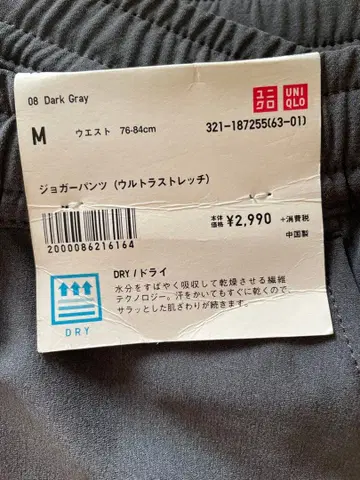 08 Dark Gray
ユニクロ UNIQLO
M ウエスト 76-84cm 321-187255(63-01)
ジョガーパンツ (ウルトラストレッチ)
本体価格 ¥2,990 +消費税
中国製
2000086216164
DRY/ドライ
水分をすばやく吸収して乾燥させる繊維
テクノロジー。汗をかいてもすぐに乾くので、
サラッとした肌ざわりが続きます。
DRY